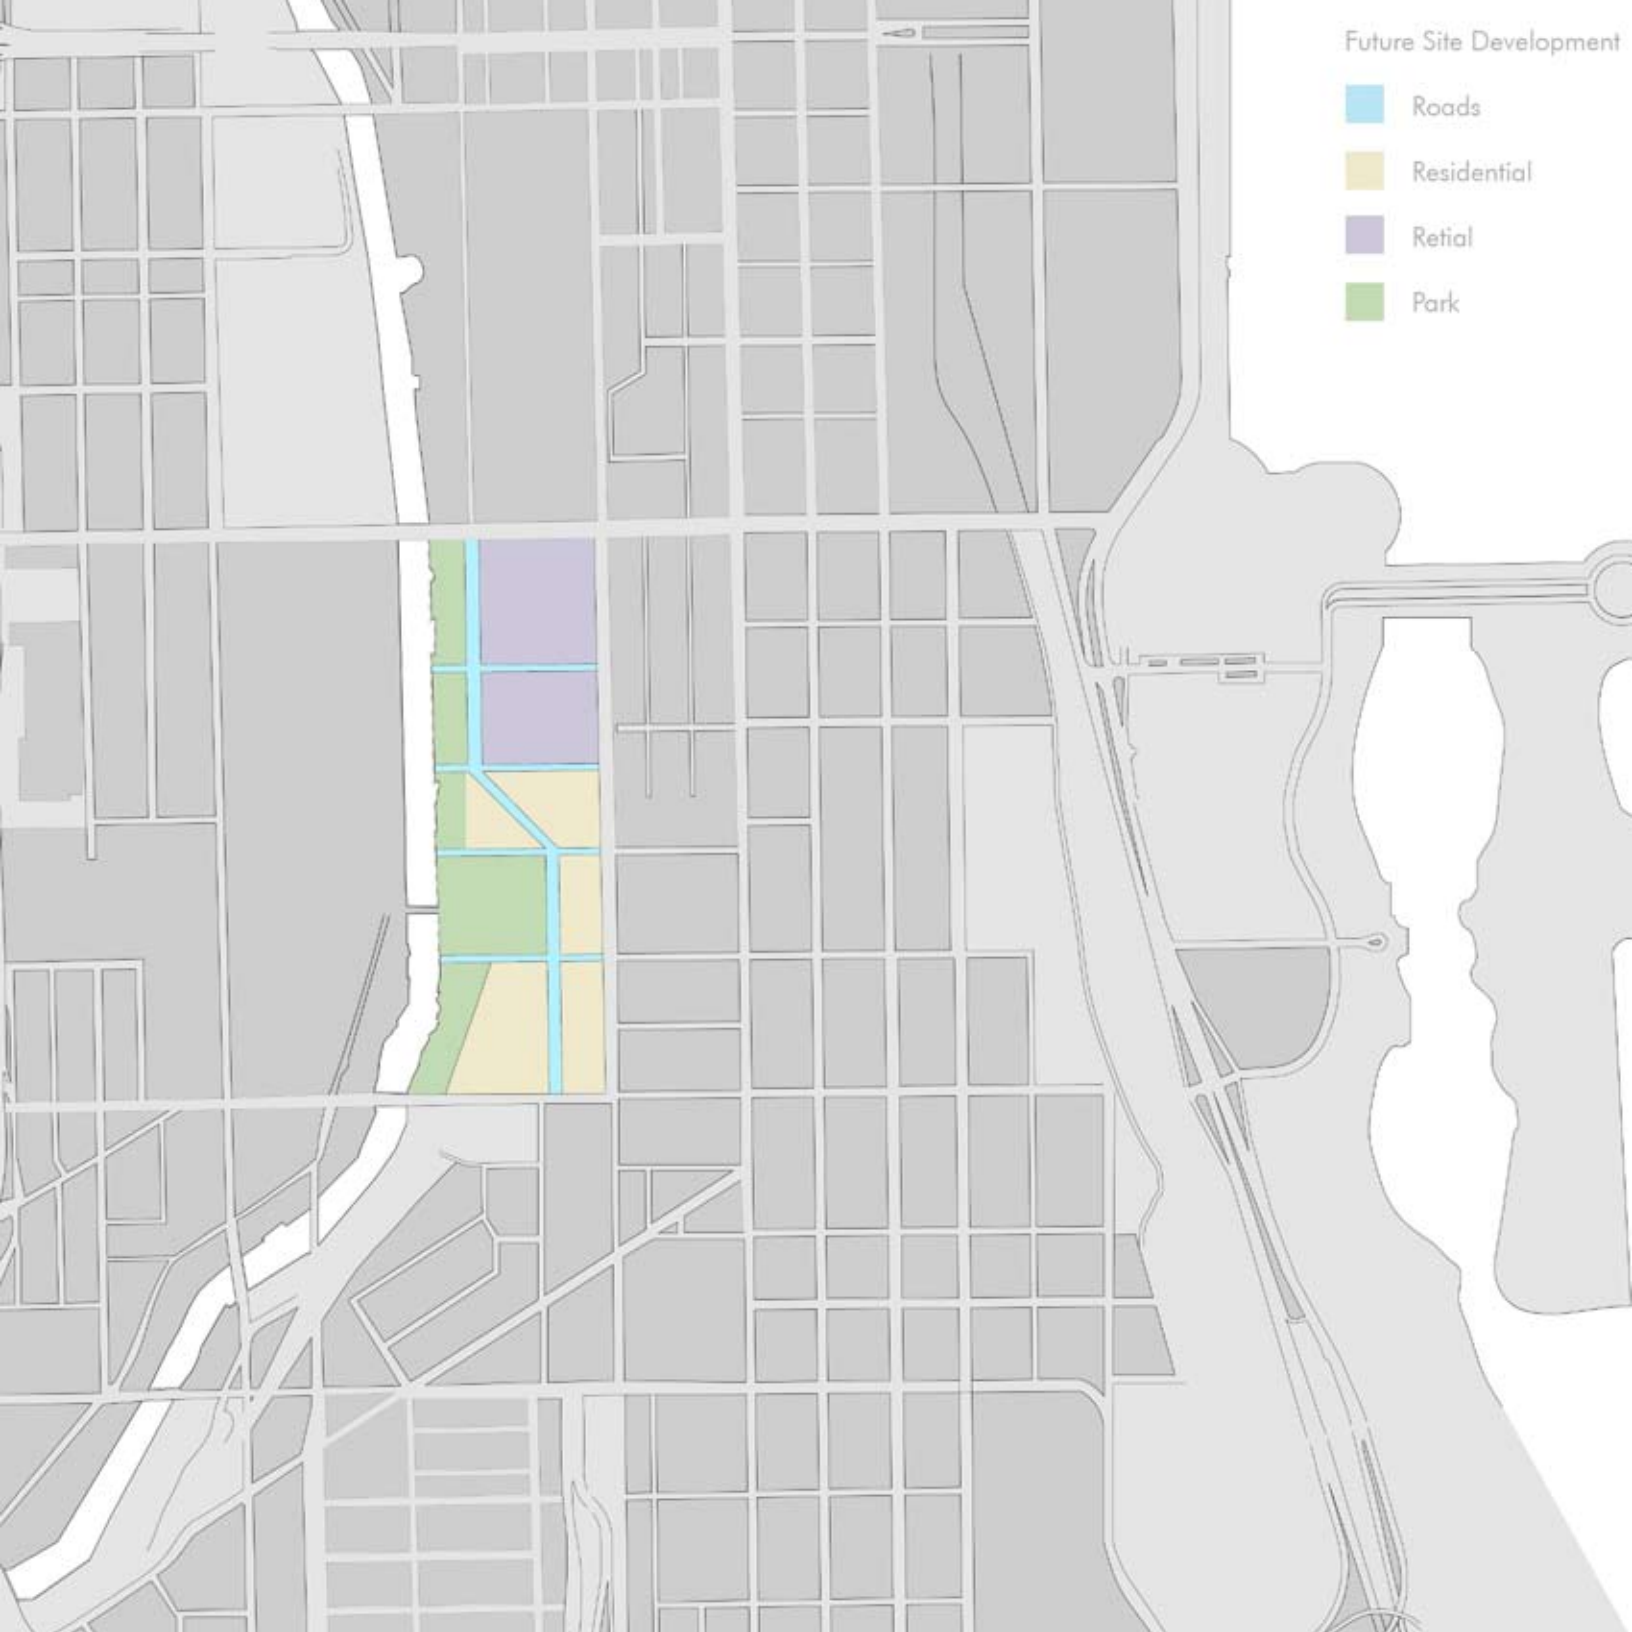 Future Site Development
Roads
Residential
Retial
Park